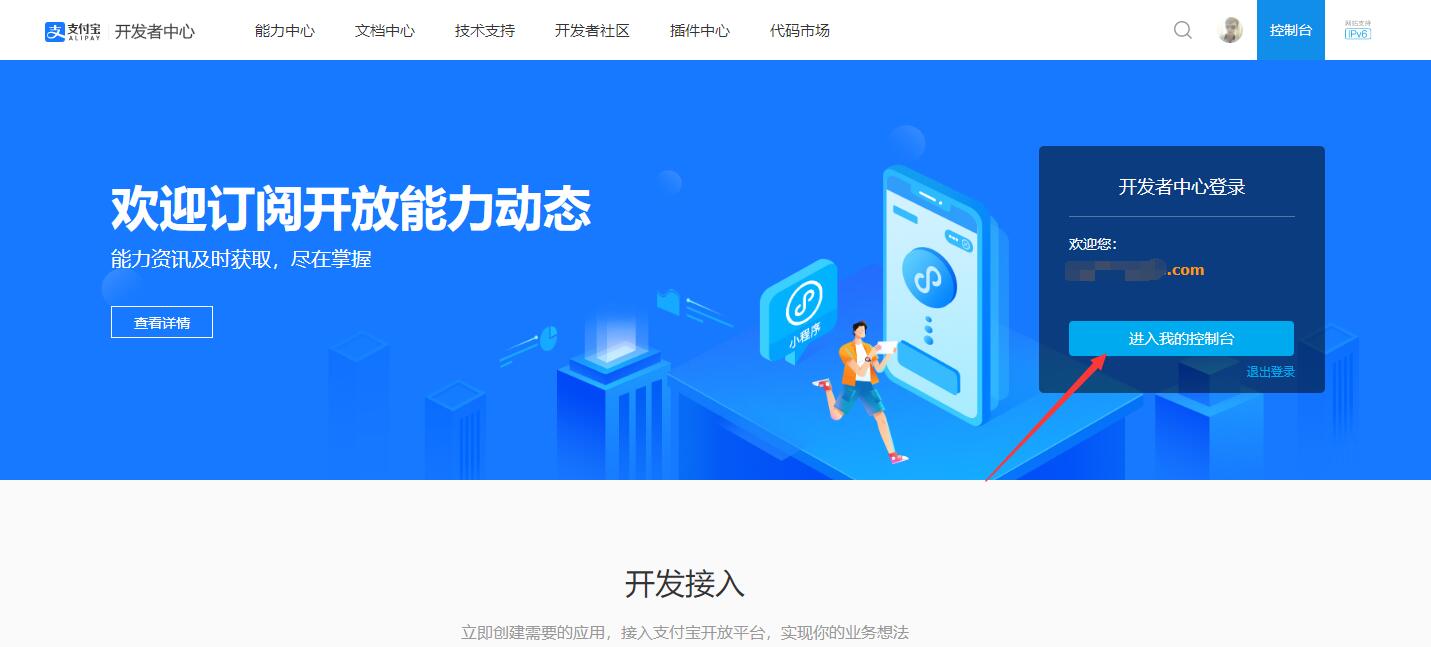 支付宝 ALIPAY 开发者中心 能力中心 文档中心 技术支持 开发者社区 插件中心 代码市场 控制台 网站支持 IPv6
欢迎订阅开放能力动态
能力资讯及时获取，尽在掌握
查看详情
小程序
开发者中心登录
欢迎您：
.com
进入我的控制台
退出登录
开发接入
立即创建需要的应用，接入支付宝开放平台，实现你的业务想法